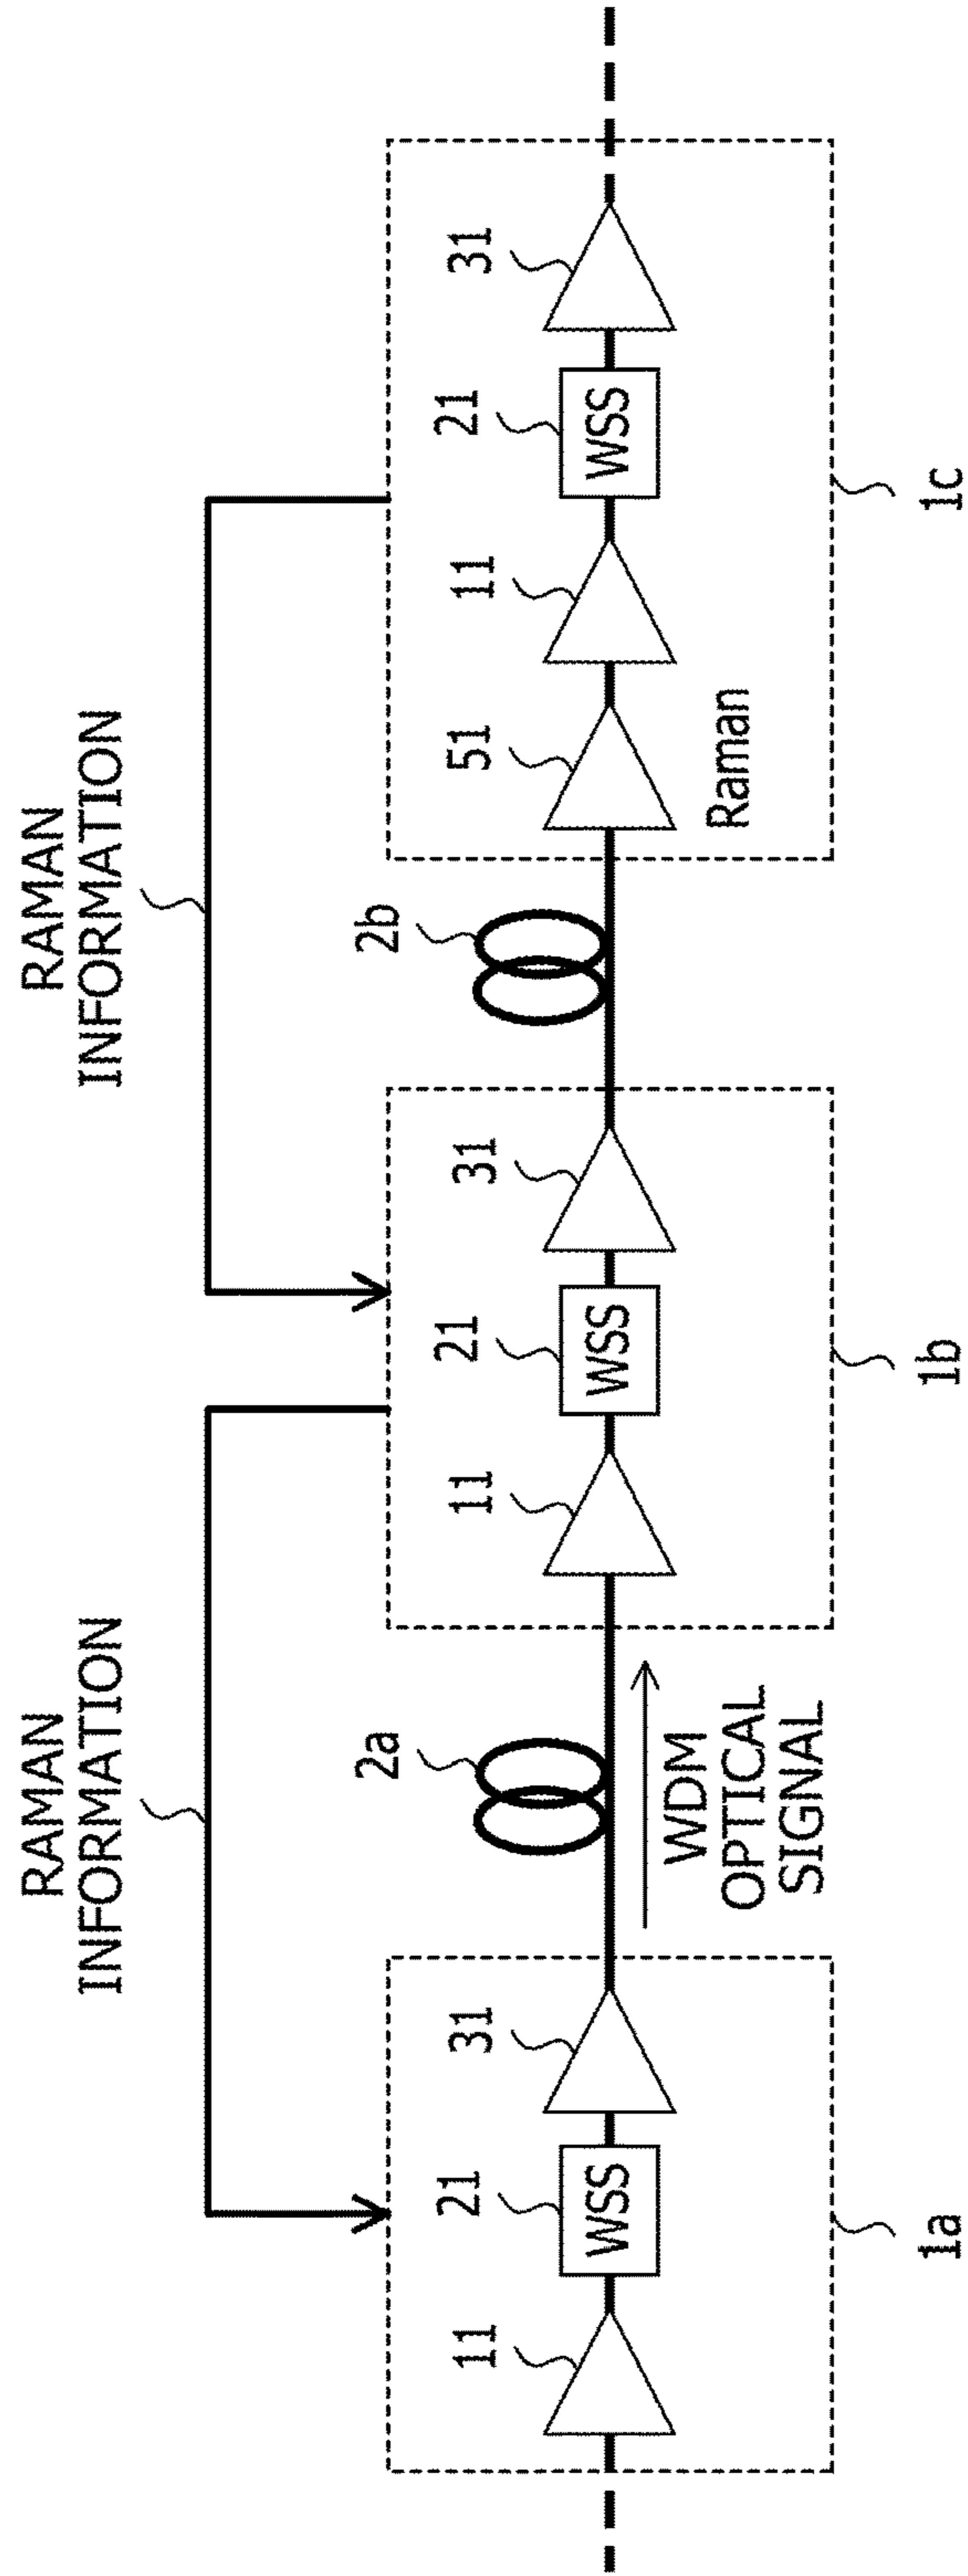 RAMAN
INFORMATION
RAMAN
INFORMATION
11
21
31
2a
11
21
31
2b
51
11
21
31
WSS
WSS
WSS
WDM
OPTICAL
SIGNAL
Raman
1a
1b
1c